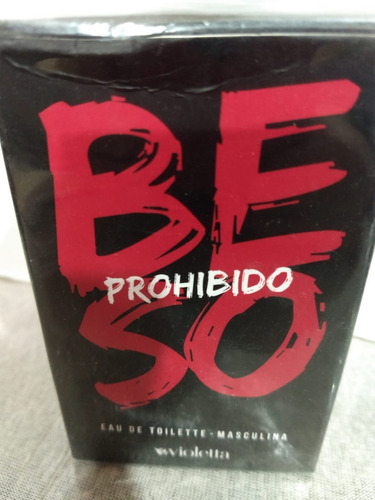 BE
PROHIBIDO
SO
EAU DE TOILETTE · MASCULINA
violetta